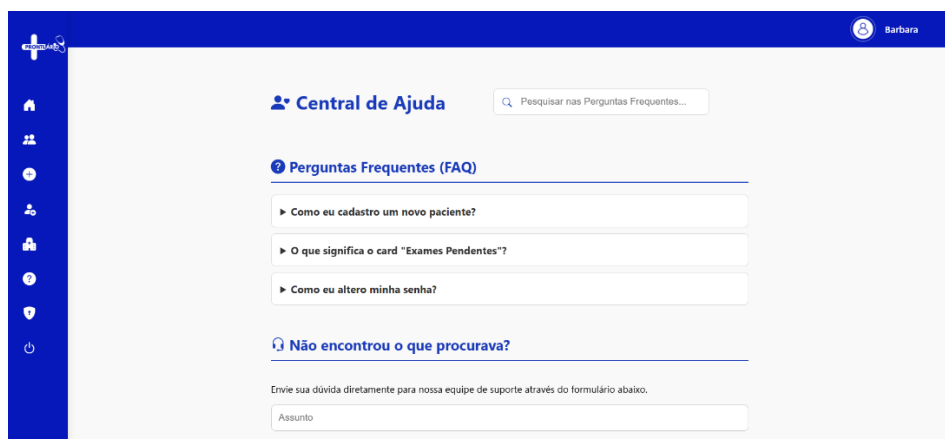 PRONTUÁRIO
Barbara
Central de Ajuda
Pesquisar nas Perguntas Frequentes...
Perguntas Frequentes (FAQ)
Como eu cadastro um novo paciente?
O que significa o card "Exames Pendentes"?
Como eu altero minha senha?
Não encontrou o que procurava?
Envie sua dúvida diretamente para nossa equipe de suporte através do formulário abaixo.
Assunto